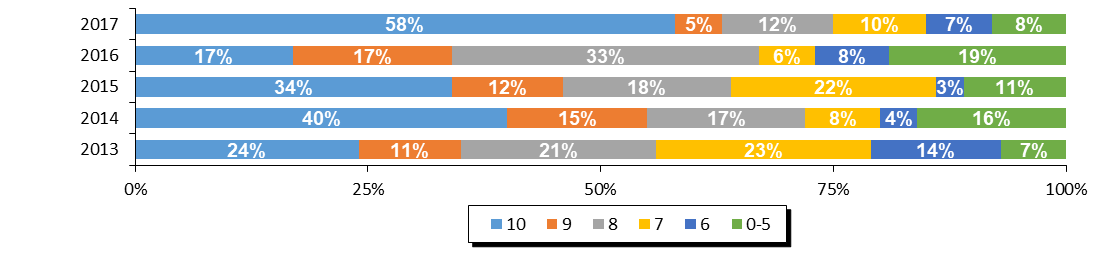 2017 58% 5% 12% 10% 7% 8%
2016 17% 17% 33% 6% 8% 19%
2015 34% 12% 18% 22% 3% 11%
2014 40% 15% 17% 8% 4% 16%
2013 24% 11% 21% 23% 14% 7%
0% 25% 50% 75% 100%
10 9 8 7 6 0-5